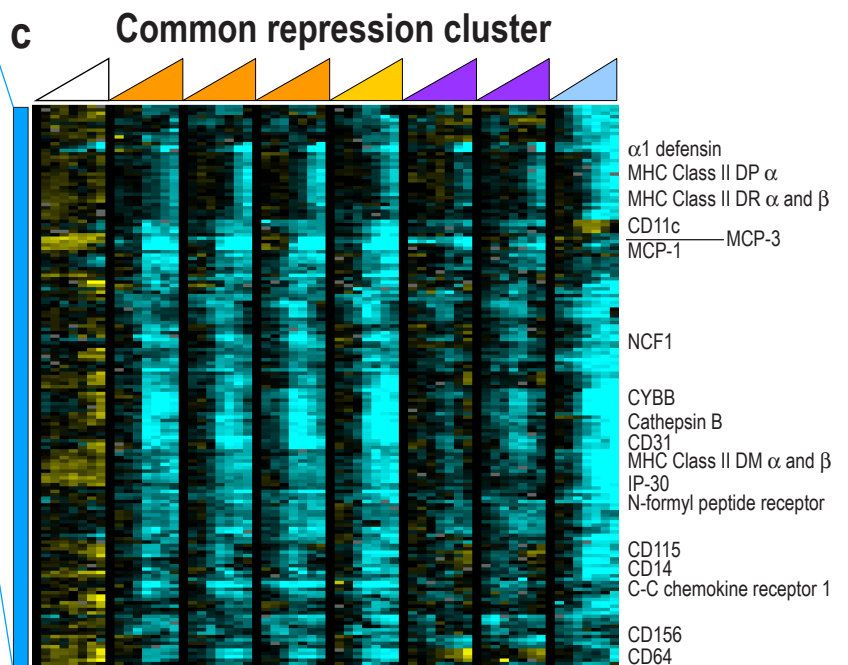 c
Common repression cluster
α1 defensin
MHC Class II DP α
MHC Class II DR α and β
CD11c
MCP-3
MCP-1
NCF1
CYBB
Cathepsin B
CD31
MHC Class II DM α and β
IP-30
N-formyl peptide receptor
CD115
CD14
C-C chemokine receptor 1
CD156
CD64